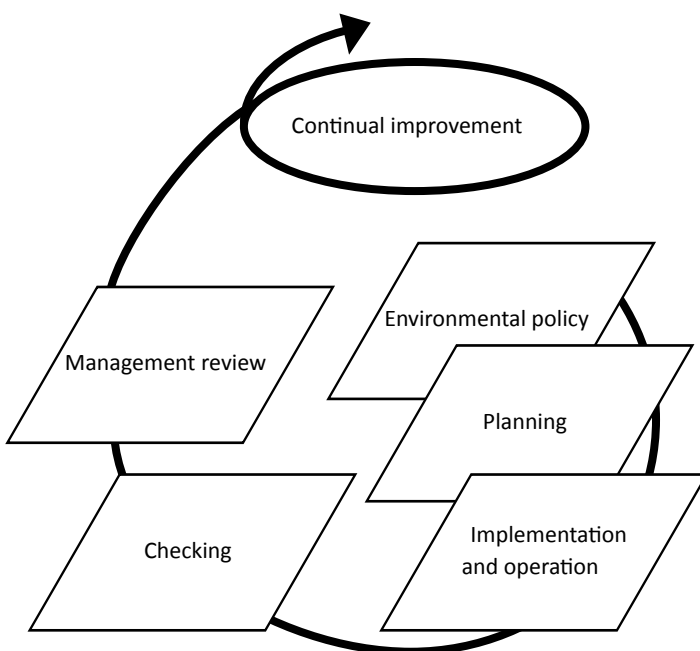 Continual improvement
Environmental policy
Management review
Planning
Implementation
and operation
Checking